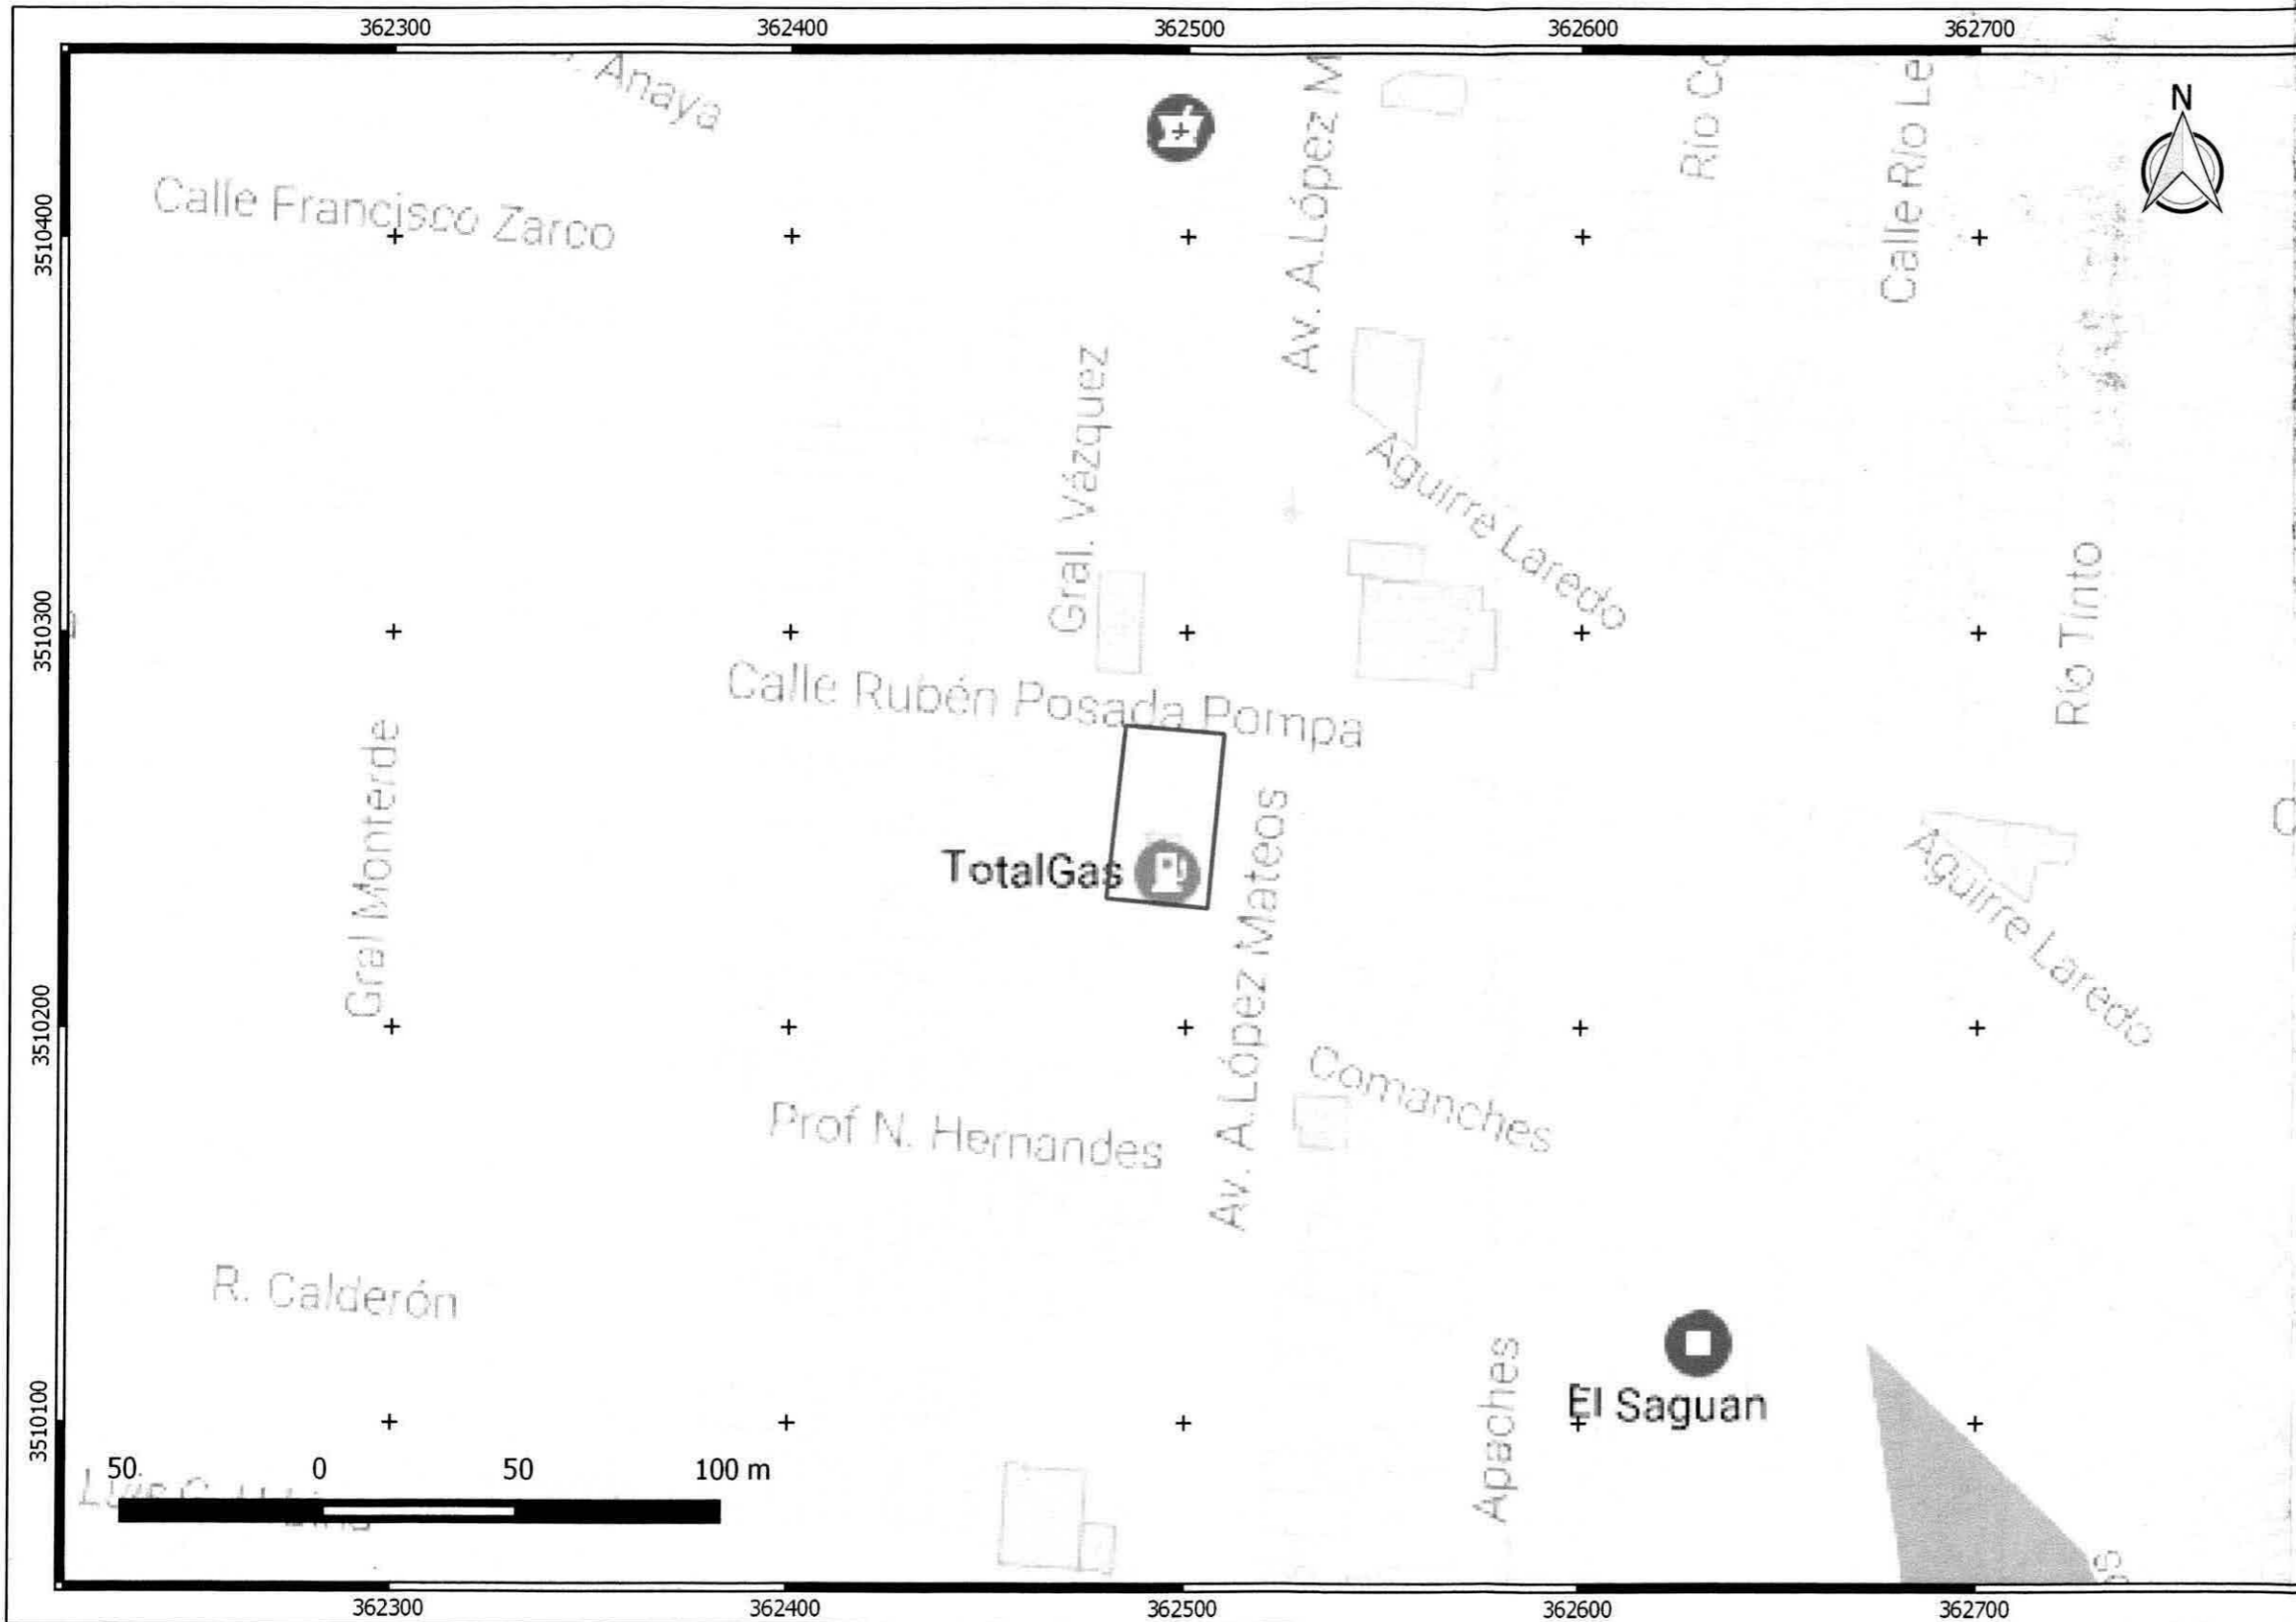 362300 362400 362500 362600 362700
Anaya
N
Calle Francisco Zarco
Av. A.López M
Río Co
Calle Río Le
3510400
Gral. Vázquez
Aguirre Laredo
Río Tinto
3510300
Calle Rubén Posada Pompa
Gral Monterde
TotalGas
Av. A.López Mateos
Aguirre Laredo
3510200
Comanches
Prof N. Hernandes
R. Calderón
El Saguan
Apaches
3510100
50 0 50 100 m
362300 362400 362500 362600 362700